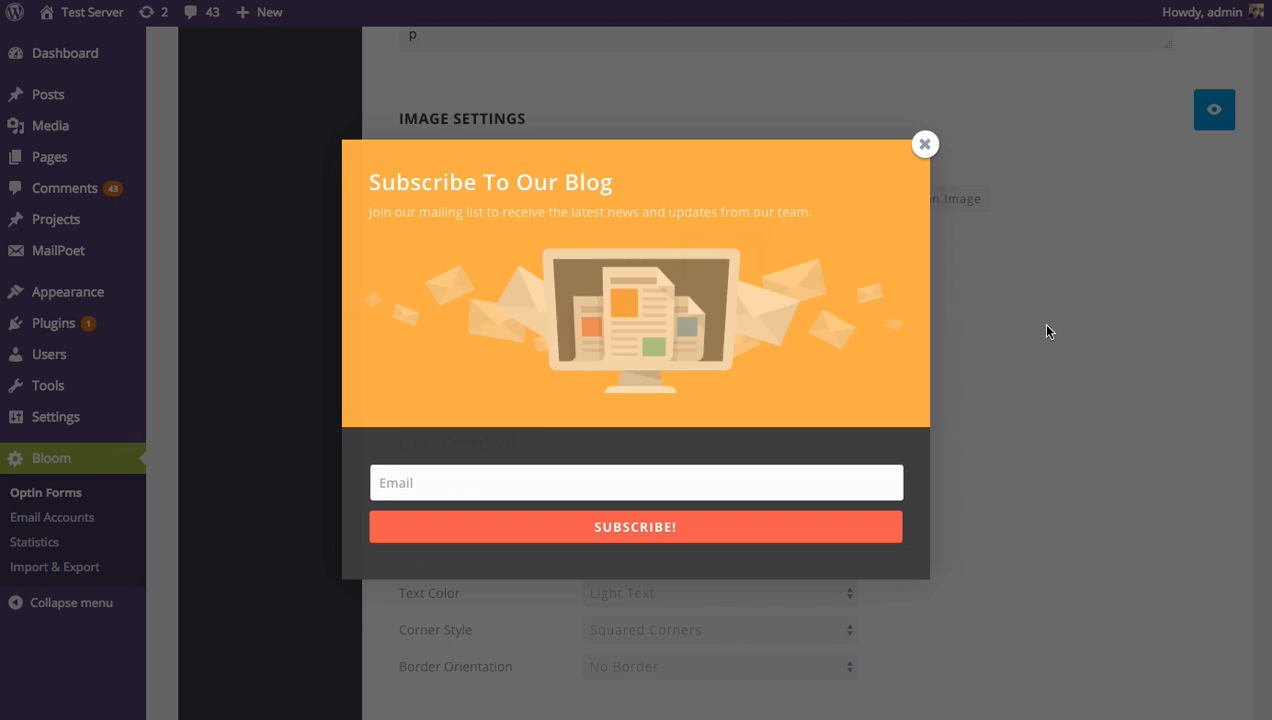 Test Server 2 43 New Howdy, admin
p
Dashboard
Posts
Media
Pages
Comments 43
Projects
MailPoet
Appearance
Plugins 1
Users
Tools
Settings
Bloom
OptIn Forms
Email Accounts
Statistics
Import & Export
Collapse menu
IMAGE SETTINGS
an Image
Subscribe To Our Blog
Join our mailing list to receive the latest news and updates from our team.
Email
SUBSCRIBE!
Text Color Light Text
Corner Style Squared Corners
Border Orientation No Border